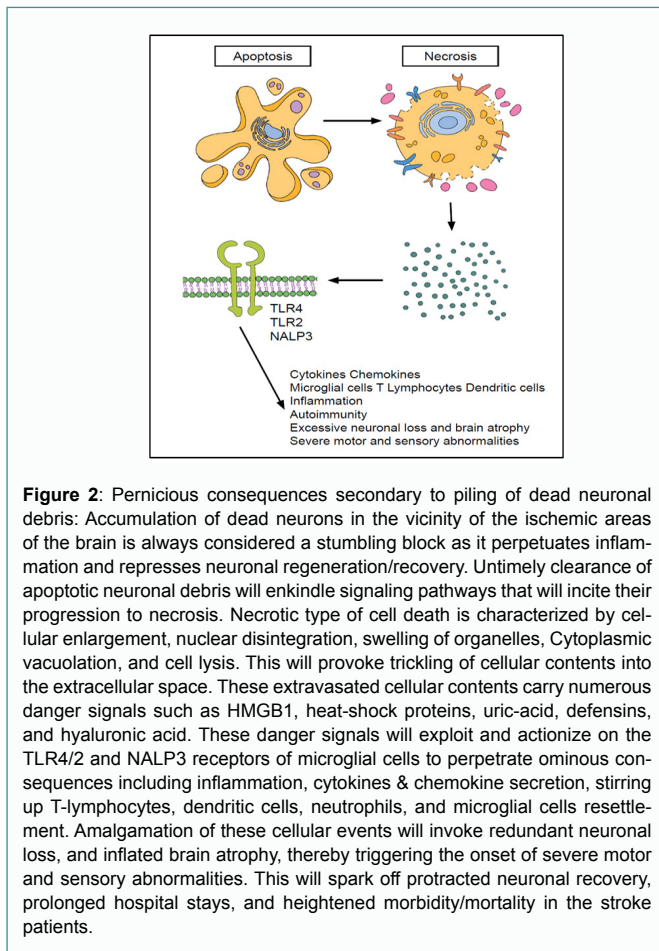 Apoptosis
Necrosis
TLR4
TLR2
NALP3
Cytokines Chemokines
Microglial cells T Lymphocytes Dendritic cells
Inflammation
Autoimmunity
Excessive neuronal loss and brain atrophy
Severe motor and sensory abnormalities
Figure 2: Pernicious consequences secondary to piling of dead neuronal
debris: Accumulation of dead neurons in the vicinity of the ischemic areas
of the brain is always considered a stumbling block as it perpetuates inflam-
mation and represses neuronal regeneration/recovery. Untimely clearance of
apoptotic neuronal debris will enkindle signaling pathways that will incite their
progression to necrosis. Necrotic type of cell death is characterized by cel-
lular enlargement, nuclear disintegration, swelling of organelles, Cytoplasmic
vacuolation, and cell lysis. This will provoke trickling of cellular contents into
the extracellular space. These extravasated cellular contents carry numerous
danger signals such as HMGB1, heat-shock proteins, uric-acid, defensins,
and hyaluronic acid. These danger signals will exploit and actionize on the
TLR4/2 and NALP3 receptors of microglial cells to perpetrate ominous con-
sequences including inflammation, cytokines & chemokine secretion, stirring
up T-lymphocytes, dendritic cells, neutrophils, and microglial cells resettle-
ment. Amalgamation of these cellular events will invoke redundant neuronal
loss, and inflated brain atrophy, thereby triggering the onset of severe motor
and sensory abnormalities. This will spark off protracted neuronal recovery,
prolonged hospital stays, and heightened morbidity/mortality in the stroke
patients.